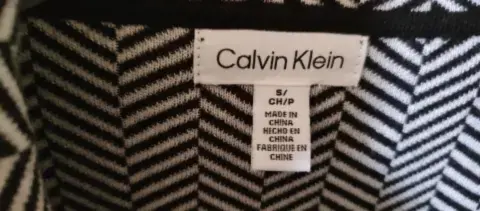 Calvin Klein
S/
CH/P
MADE IN
CHINA
HECHO EN
CHINA
FABRIQUE EN
CHINE